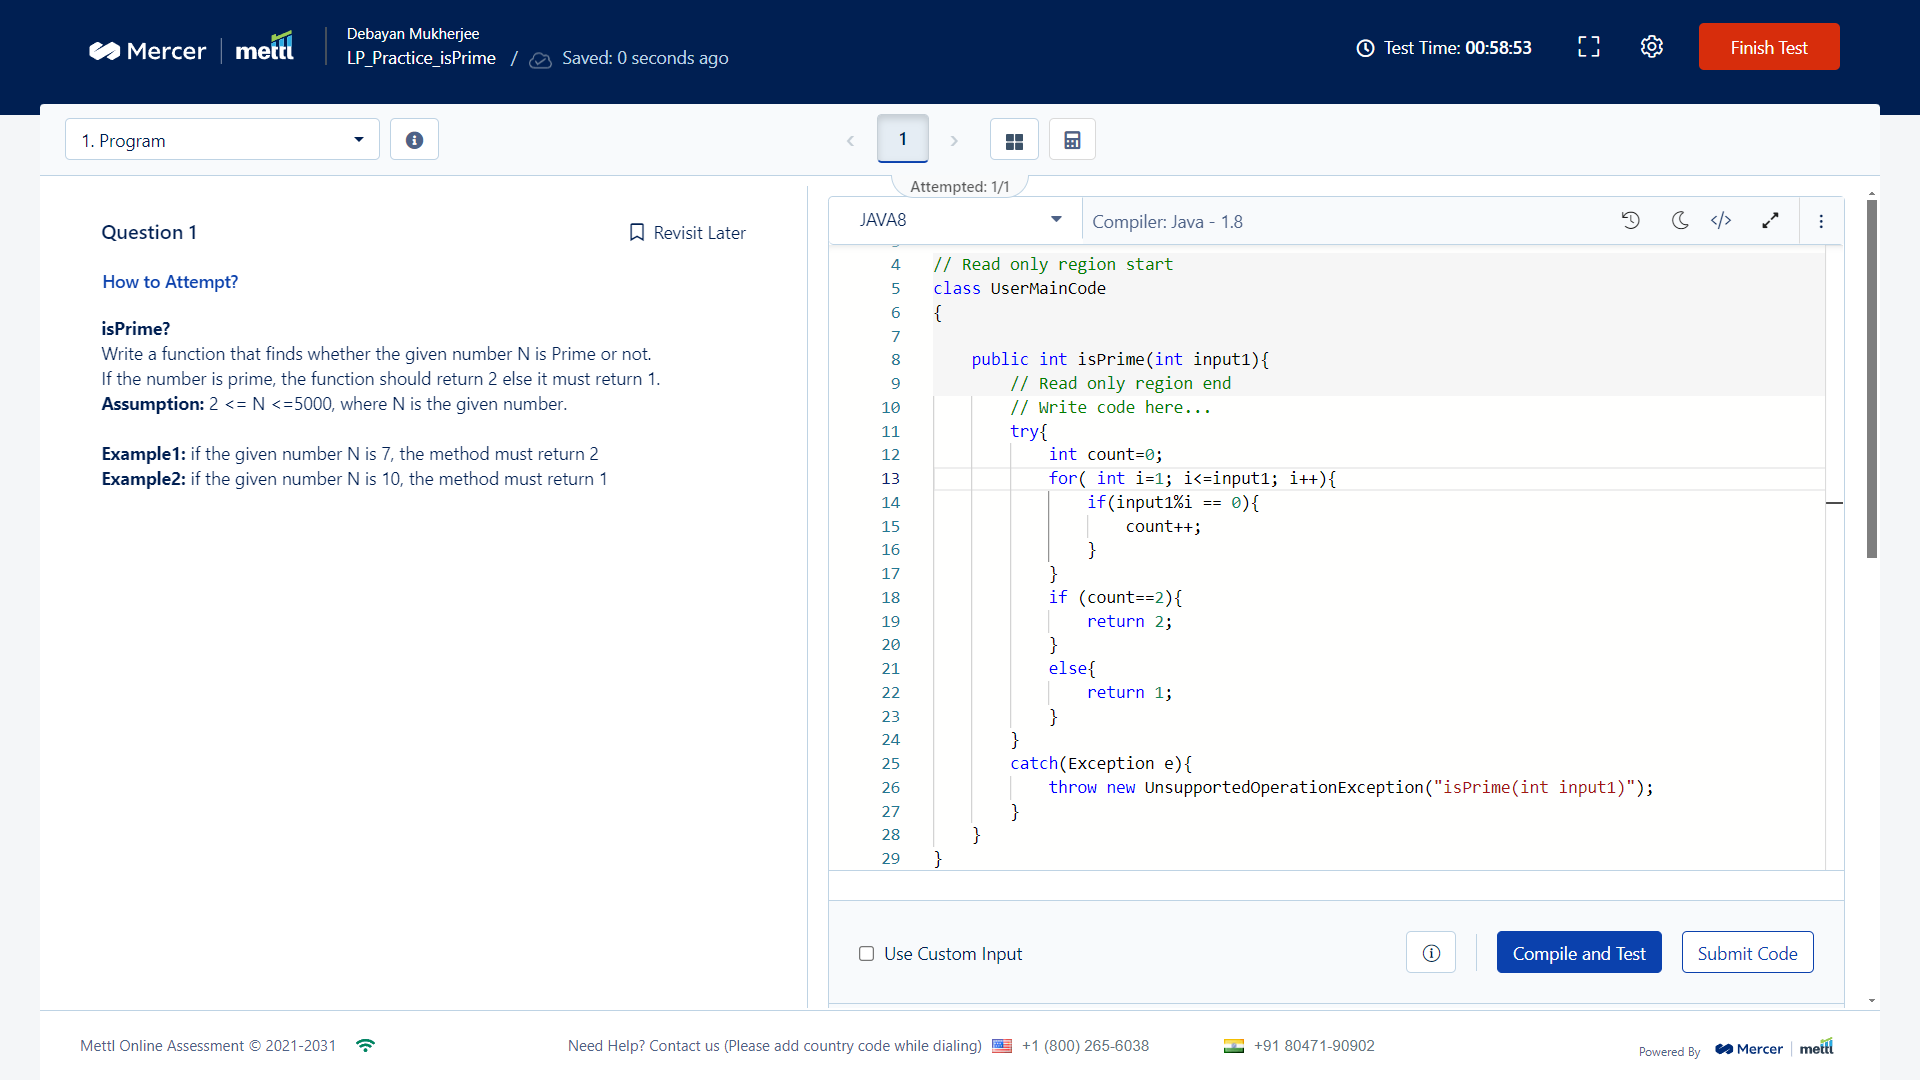 Mercer
mettl
Debayan Mukherjee
LP_Practice_isPrime / Saved: 0 seconds ago
Test Time: 00:58:53
Finish Test
1. Program
1
Attempted: 1/1
Question 1
Revisit Later
How to Attempt?
isPrime?
Write a function that finds whether the given number N is Prime or not.
If the number is prime, the function should return 2 else it must return 1.
Assumption: 2 <= N <=5000, where N is the given number.
Example1: if the given number N is 7, the method must return 2
Example2: if the given number N is 10, the method must return 1
JAVA8
Compiler: Java - 1.8
4 // Read only region start
5 class UserMainCode
6 {
7
8     public int isPrime(int input1){
9         // Read only region end
10         // Write code here...
11         try{
12             int count=0;
13             for( int i=1; i<=input1; i++){
14                 if(input1%i == 0){
15                     count++;
16                 }
17             }
18             if (count==2){
19                 return 2;
20             }
21             else{
22                 return 1;
23             }
24         }
25         catch(Exception e){
26             throw new UnsupportedOperationException("isPrime(int input1)");
27         }
28     }
29 }
Use Custom Input
Compile and Test
Submit Code
Mettl Online Assessment © 2021-2031
Need Help? Contact us (Please add country code while dialing)
+1 (800) 265-6038
+91 80471-90902
Powered By
Mercer
mettl